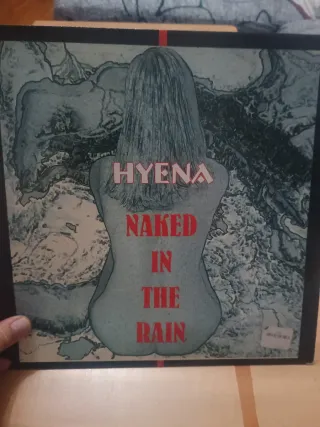 HYENA
NAKED
IN
THE
RAIN